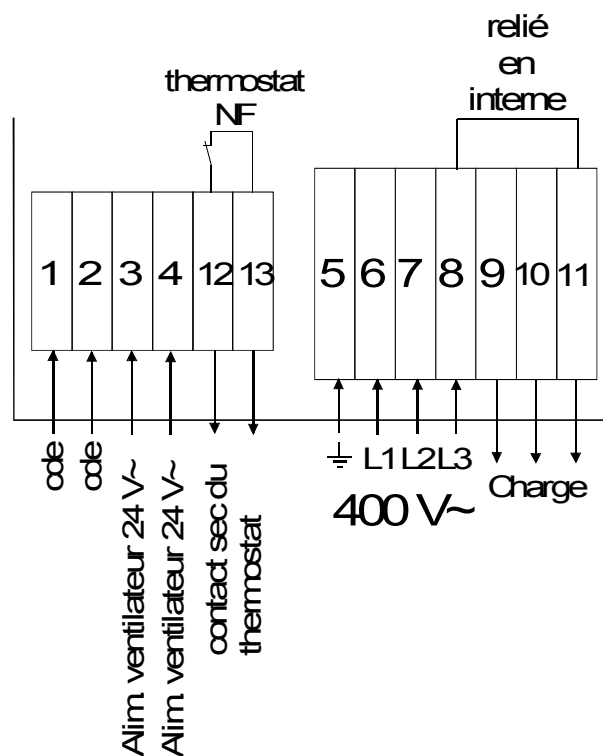 relié
en
interne
thermostat
NF
1 2 3 4 12 13
5 6 7 8 9 10 11
cde
cde
Alim. ventilateur 24 V~
Alim. ventilateur 24 V~
contact sec du
thermostat
L1 L2 L3
400 V~
Charge